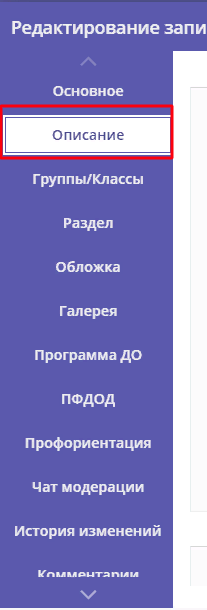 Редактирование запи
Основное
Описание
Группы/Классы
Раздел
Обложка
Галерея
Программа ДО
ПФДОД
Профориентация
Чат модерации
История изменений
Комментарии